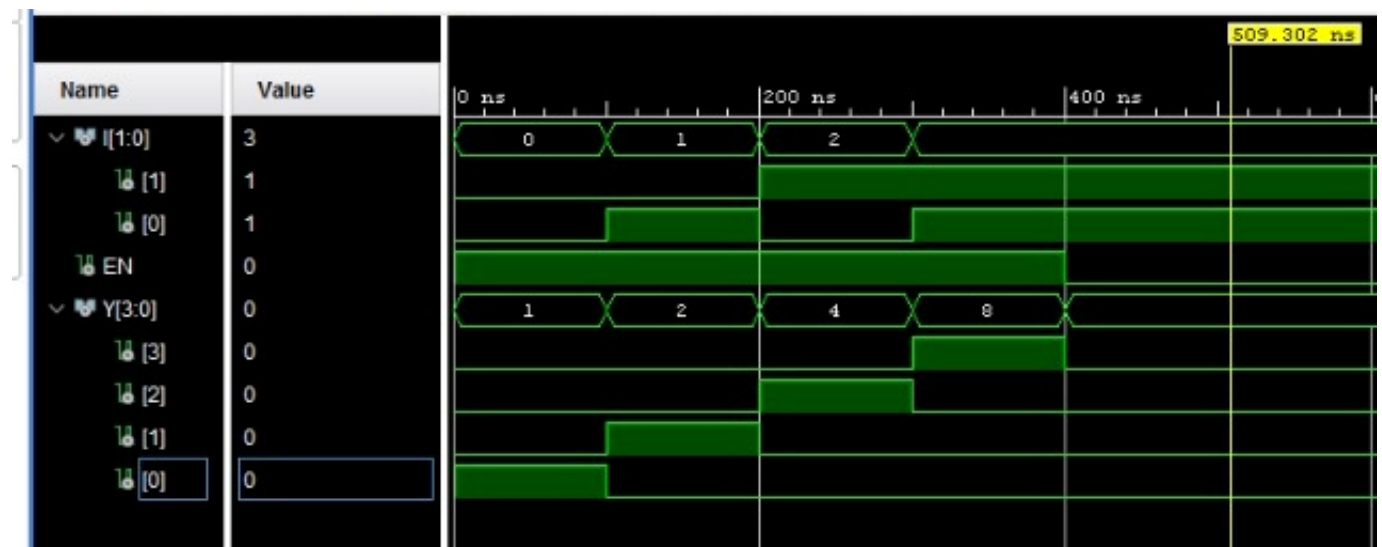 509.302 ns
Name Value 0 ns 200 ns 400 ns
I[1:0] 3 0 1 2
[1] 1
[0] 1
EN 0
Y[3:0] 0 1 2 4 8
[3] 0
[2] 0
[1] 0
[0] 0